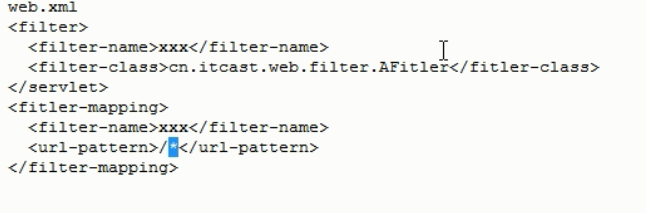 web.xml
<filter>
  <filter-name>xxx</filter-name>
  <filter-class>cn.itcast.web.filter.AFitler</fitler-class>
</servlet>
<fitler-mapping>
  <filter-name>xxx</filter-name>
  <url-pattern>/*</url-pattern>
</filter-mapping>